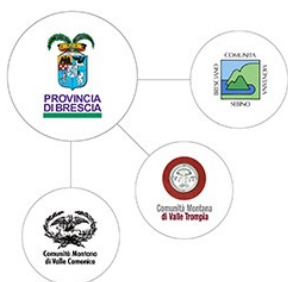 PROVINCIA
DI BRESCIA
COMUNITÀ
MONTANA
SEBINO
BRESCIANO
Comunità Montana
di Valle Trompia
Comunità Montana
di Valle Camonica